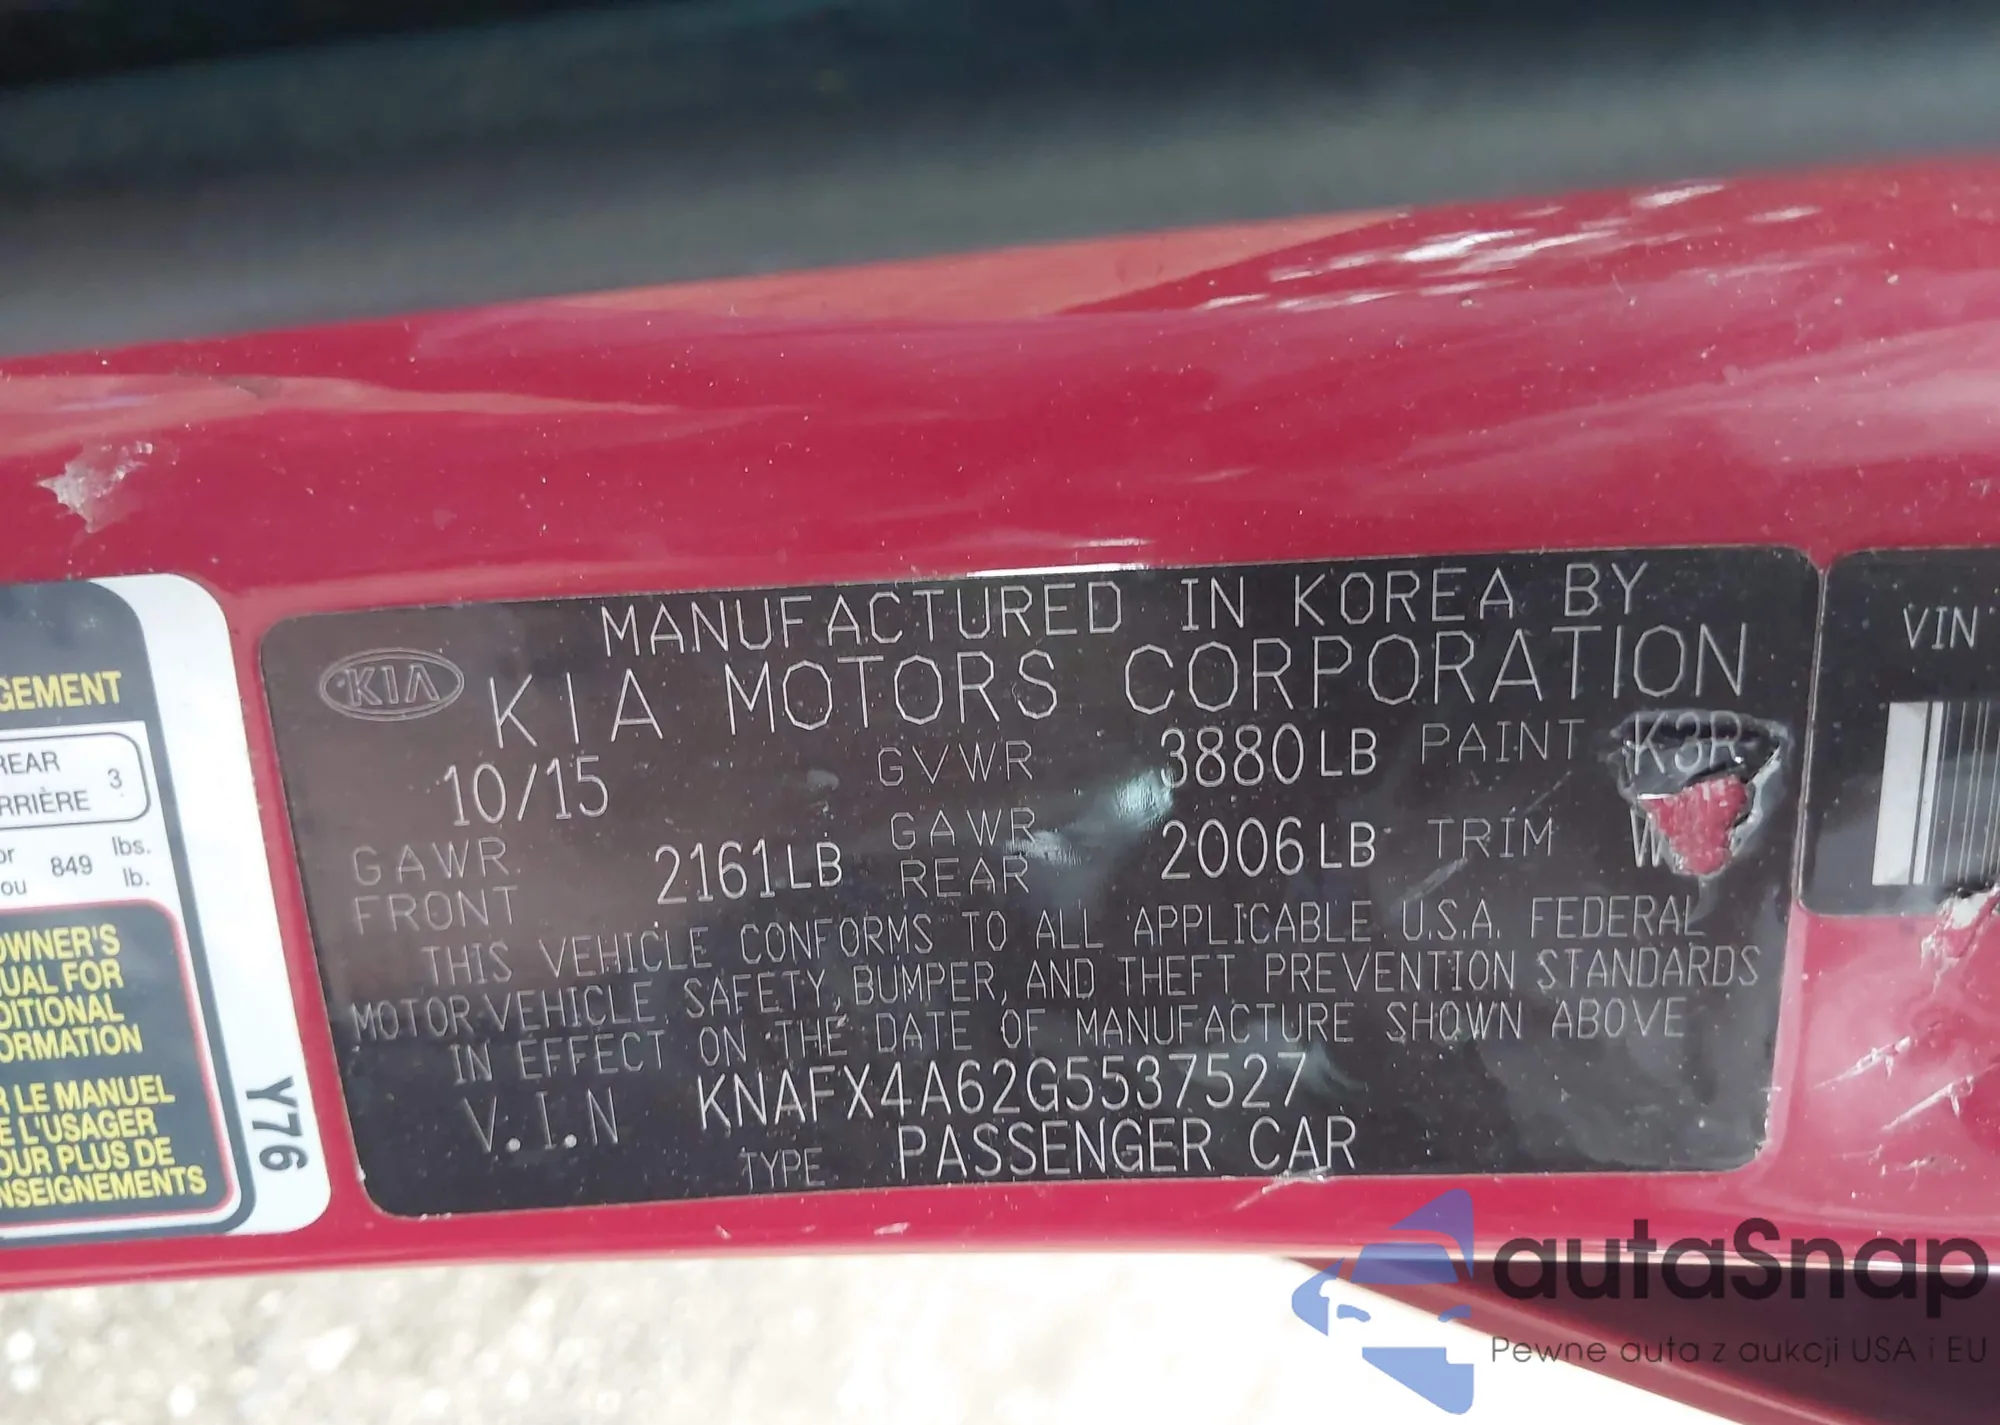 GEMENT
REAR
RRIÈRE 3
or
ou 849 lbs.
lb.
OWNER'S
UAL FOR
DITIONAL
ORMATION
R LE MANUEL
E L'USAGER
OUR PLUS DE
NSEIGNEMENTS
Y76
KIA
MANUFACTURED IN KOREA BY
KIA MOTORS CORPORATION
10/15 GVWR 3880LB PAINT K3R
GAWR FRONT 2161LB GAWR REAR 2006LB TRIM
THIS VEHICLE CONFORMS TO ALL APPLICABLE U.S.A. FEDERAL
MOTOR VEHICLE SAFETY, BUMPER, AND THEFT PREVENTION STANDARDS
IN EFFECT ON THE DATE OF MANUFACTURE SHOWN ABOVE
V.I.N KNAFX4A62G5537527
TYPE PASSENGER CAR
VIN
autaSnap
Pewne auta z aukcji USA i EU